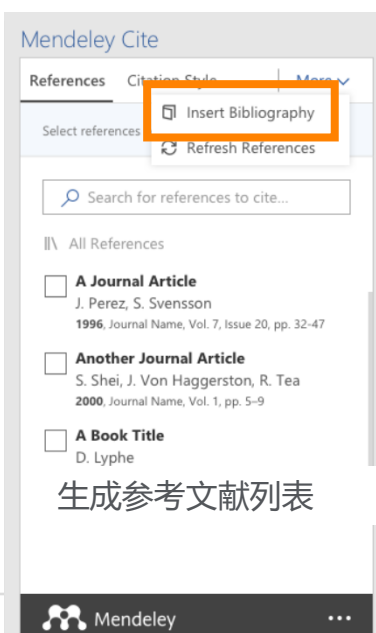 Mendeley Cite
References Citation Style More
Insert Bibliography
Select references
Refresh References
Search for references to cite...
All References
A Journal Article
J. Perez, S. Svensson
1996, Journal Name, Vol. 7, Issue 20, pp. 32-47
Another Journal Article
S. Shei, J. Von Haggerston, R. Tea
2000, Journal Name, Vol. 1, pp. 5–9
A Book Title
D. Lyphe
生成参考文献列表
Mendeley